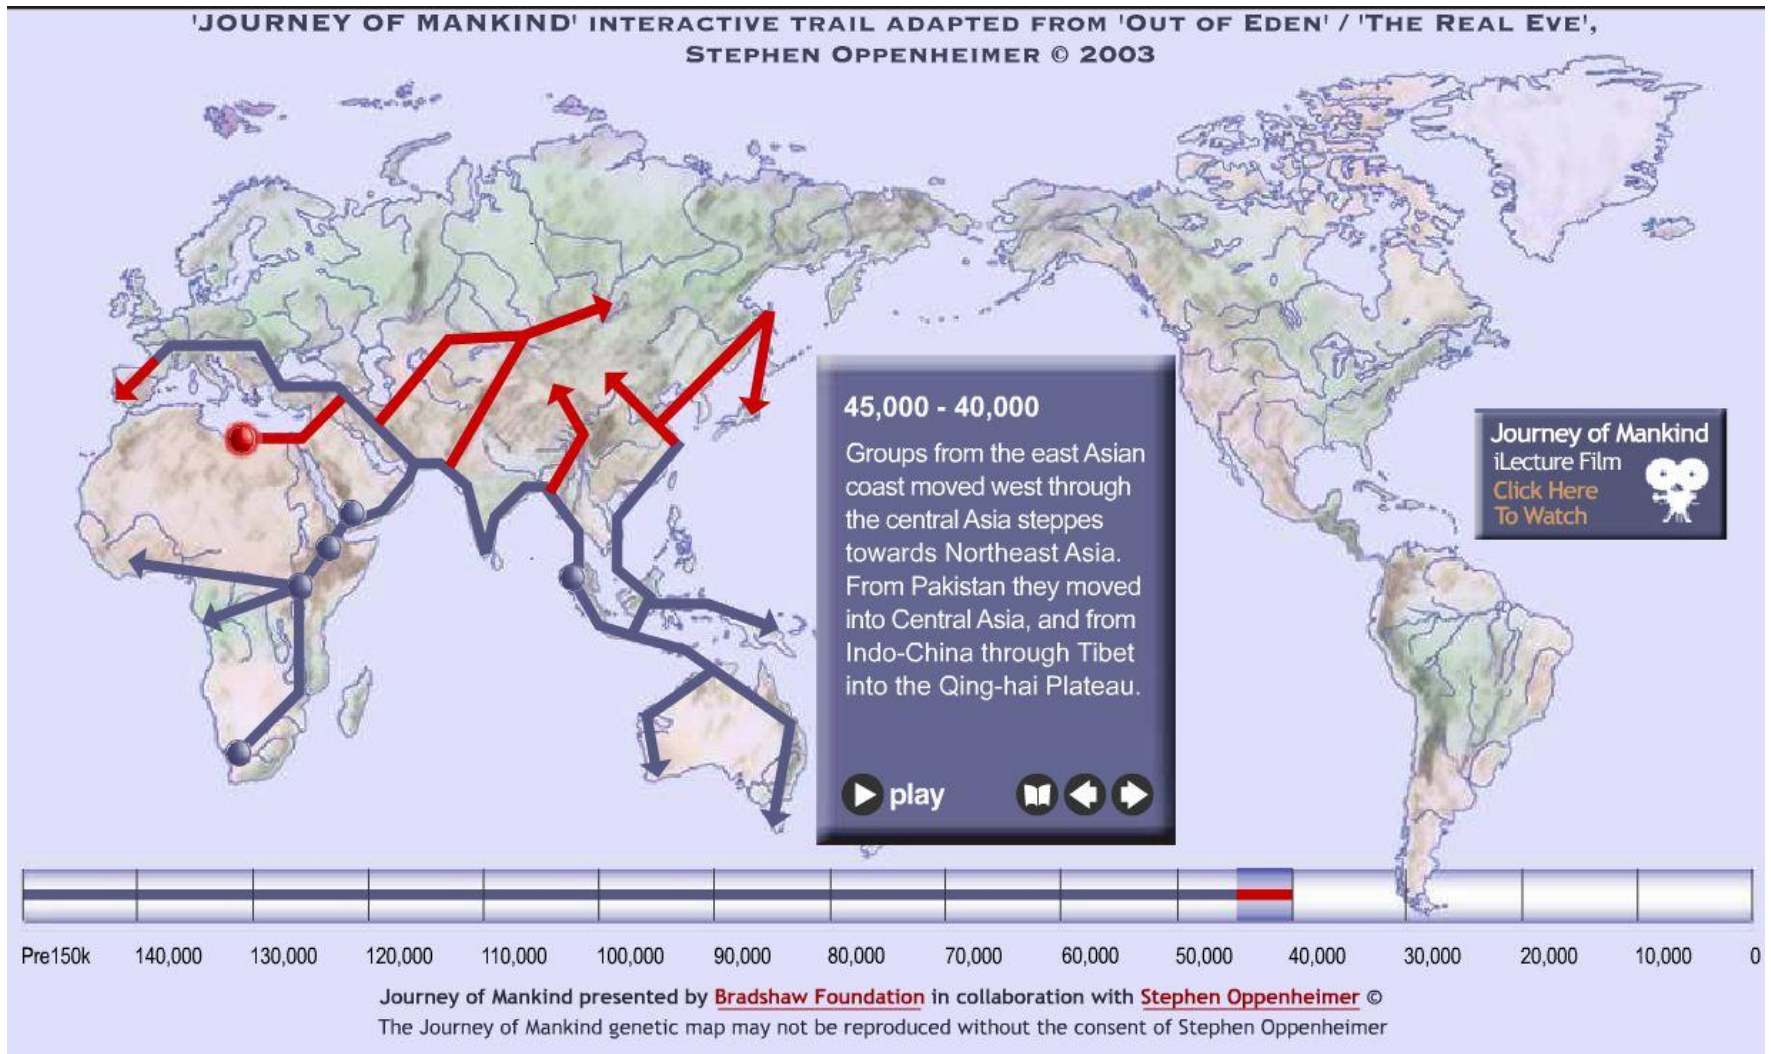 'JOURNEY OF MANKIND' INTERACTIVE TRAIL ADAPTED FROM 'OUT OF EDEN' / 'THE REAL EVE',
STEPHEN OPPENHEIMER © 2003
45,000 - 40,000
Groups from the east Asian
coast moved west through
the central Asia steppes
towards Northeast Asia.
From Pakistan they moved
into Central Asia, and from
Indo-China through Tibet
into the Qing-hai Plateau.
play
Journey of Mankind
iLecture Film
Click Here
To Watch
Pre150k 140,000 130,000 120,000 110,000 100,000 90,000 80,000 70,000 60,000 50,000 40,000 30,000 20,000 10,000 0
Journey of Mankind presented by Bradshaw Foundation in collaboration with Stephen Oppenheimer ©
The Journey of Mankind genetic map may not be reproduced without the consent of Stephen Oppenheimer